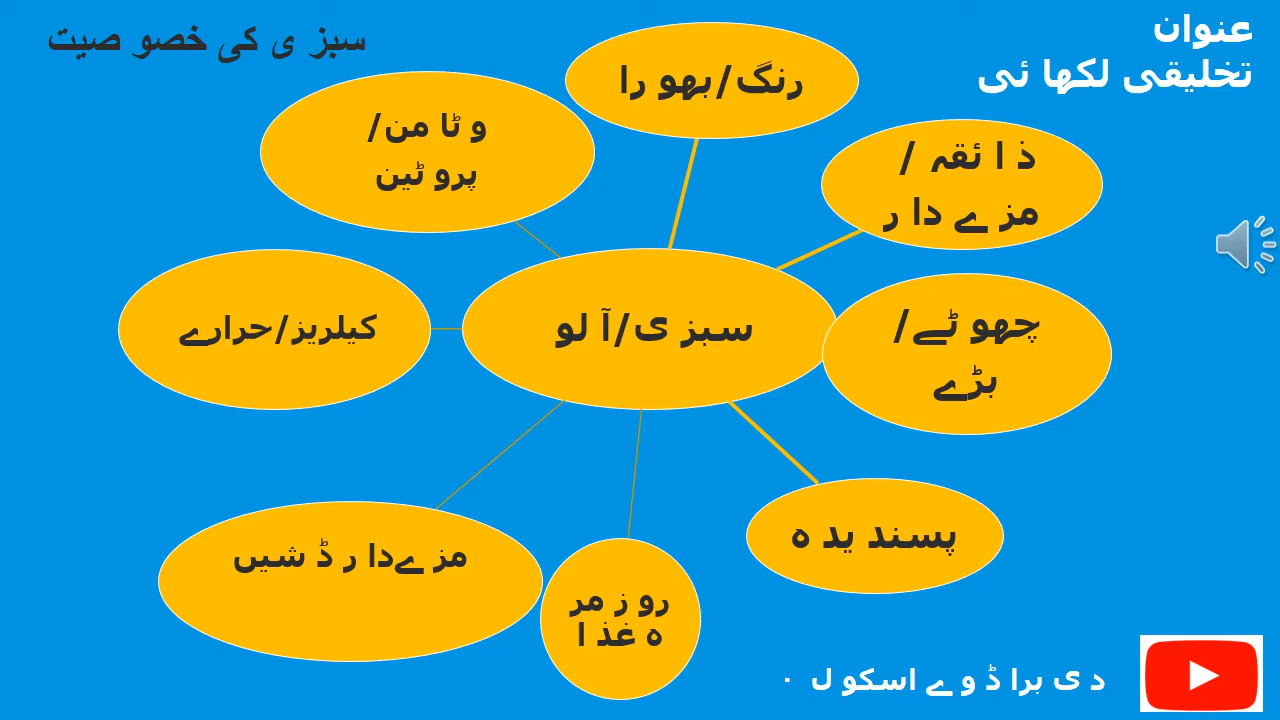 عنوان
تخلیقی لکھا ئی
سبز ی کی خصو صیت
رنگ/بھو را
و ٹا من/
پرو ٹین
ذ ا ئقہ /
مز ے دا ر
سبز ی/آ لو
کیلریز/حرارے
چھو ٹے/
بڑے
پسند ید ہ
مز ےدا ر ڈ شیں
رو ز مر
ہ غذ ا
د ی برا ڈ و ے اسکو ل ۰